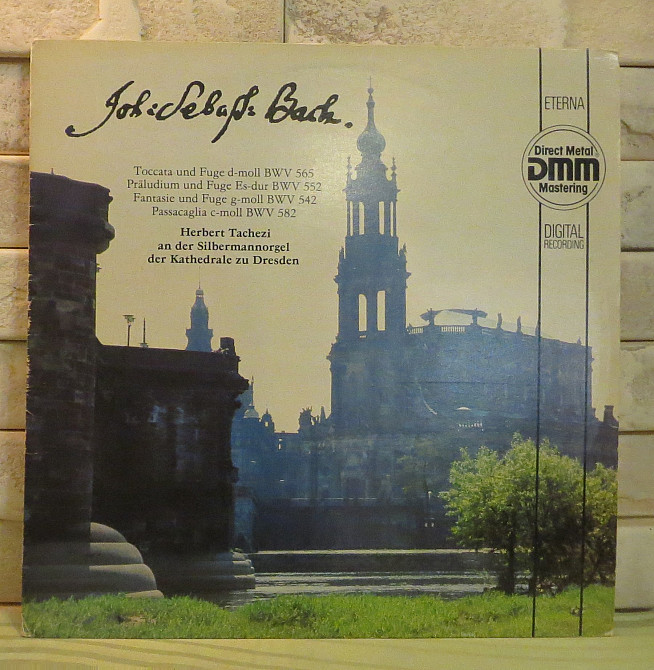 Joh: Sebast: Bach.
Toccata und Fuge d-moll BWV 565
Präludium und Fuge Es-dur BWV 552
Fantasie und Fuge g-moll BWV 542
Passacaglia c-moll BWV 582
Herbert Tachezi
an der Silbermannorgel
der Kathedrale zu Dresden
ETERNA
Direct Metal
DMM
Mastering
DIGITAL
RECORDING